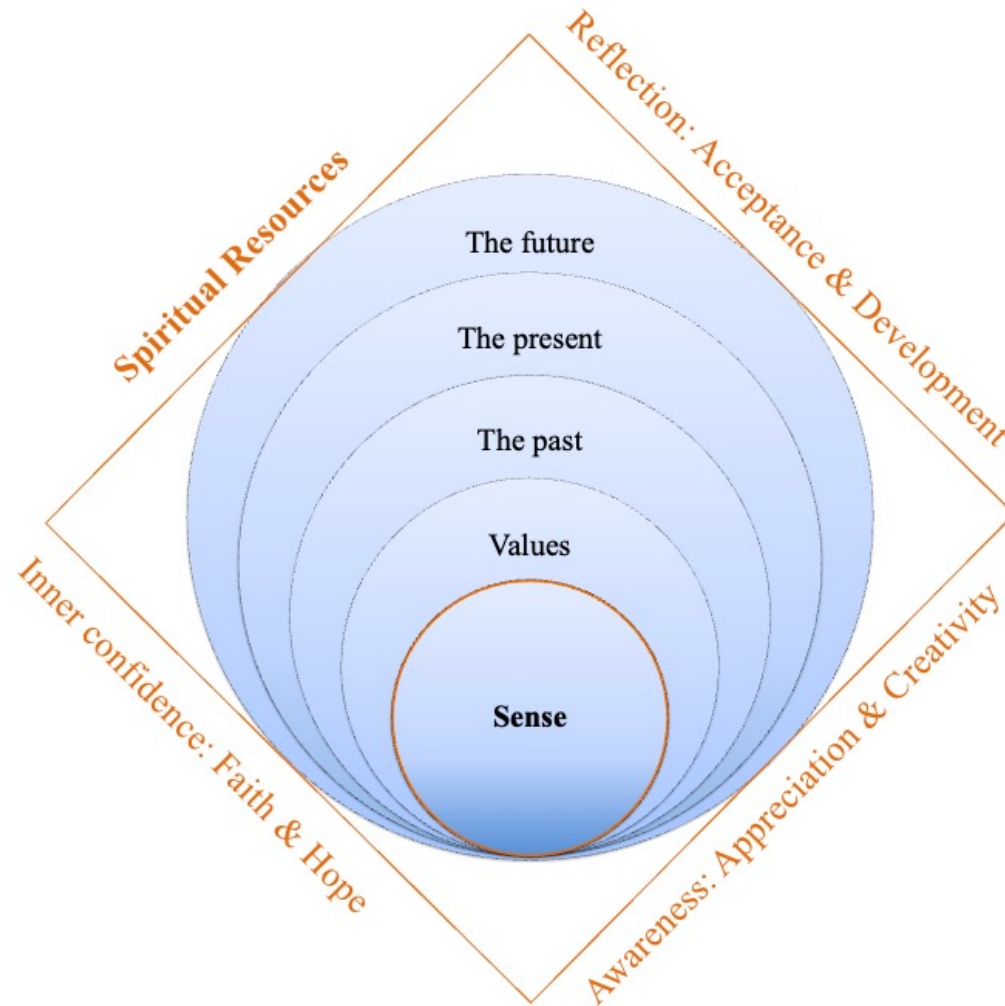 Spiritual Resources
Reflection: Acceptance & Development
The future
The present
The past
Values
Sense
Inner confidence: Faith & Hope
Awareness: Appreciation & Creativity